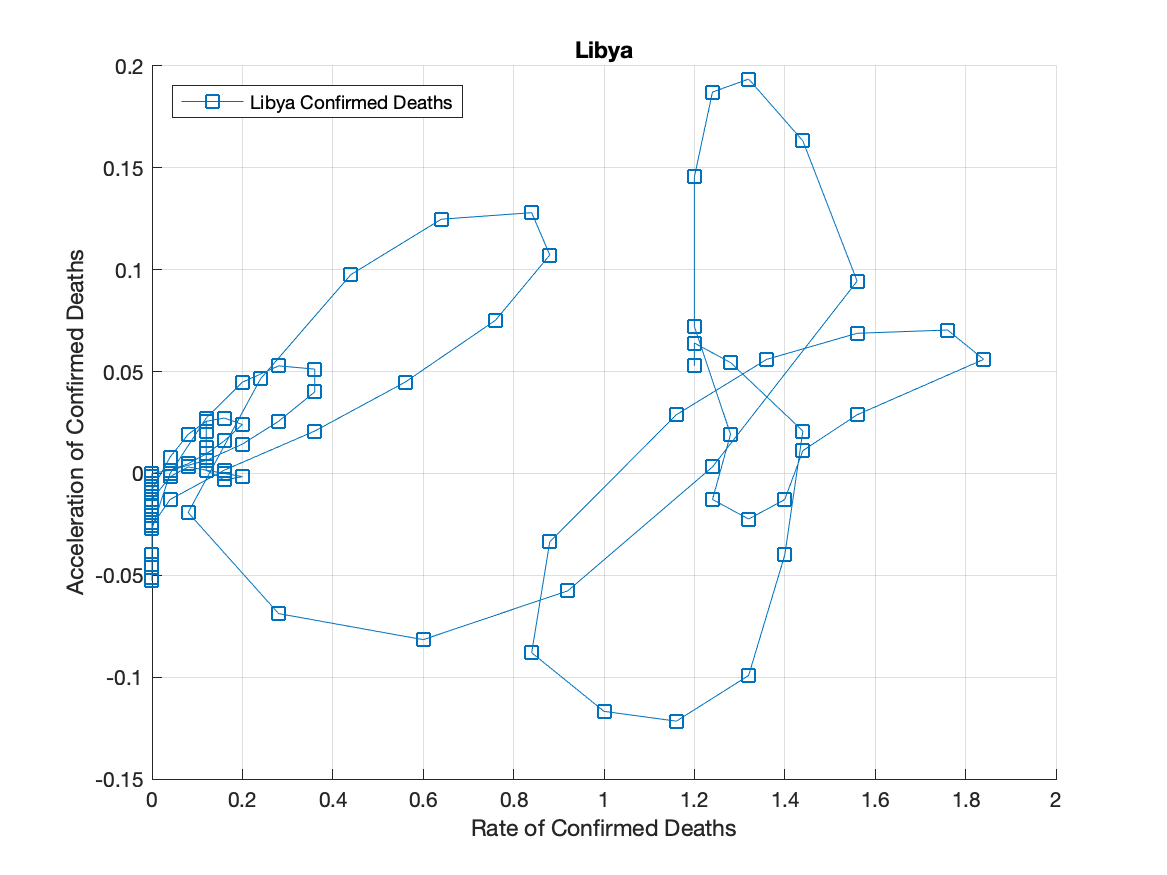 Libya
Libya Confirmed Deaths
0.2
0.15
0.1
0.05
0
-0.05
-0.1
-0.15
Acceleration of Confirmed Deaths
0 0.2 0.4 0.6 0.8 1 1.2 1.4 1.6 1.8 2
Rate of Confirmed Deaths